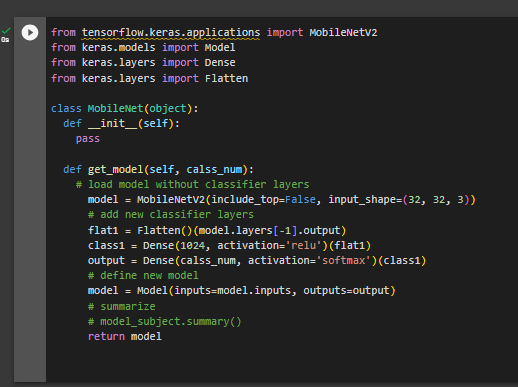 0s
from tensorflow.keras.applications import MobileNetV2
from keras.models import Model
from keras.layers import Dense
from keras.layers import Flatten
class MobileNet(object):
def __init__(self):
pass
def get_model(self, calss_num):
# load model without classifier layers
model = MobileNetV2(include_top=False, input_shape=(32, 32, 3))
# add new classifier layers
flat1 = Flatten()(model.layers[-1].output)
class1 = Dense(1024, activation='relu')(flat1)
output = Dense(calss_num, activation='softmax')(class1)
# define new model
model = Model(inputs=model.inputs, outputs=output)
# summarize
# model_subject.summary()
return model